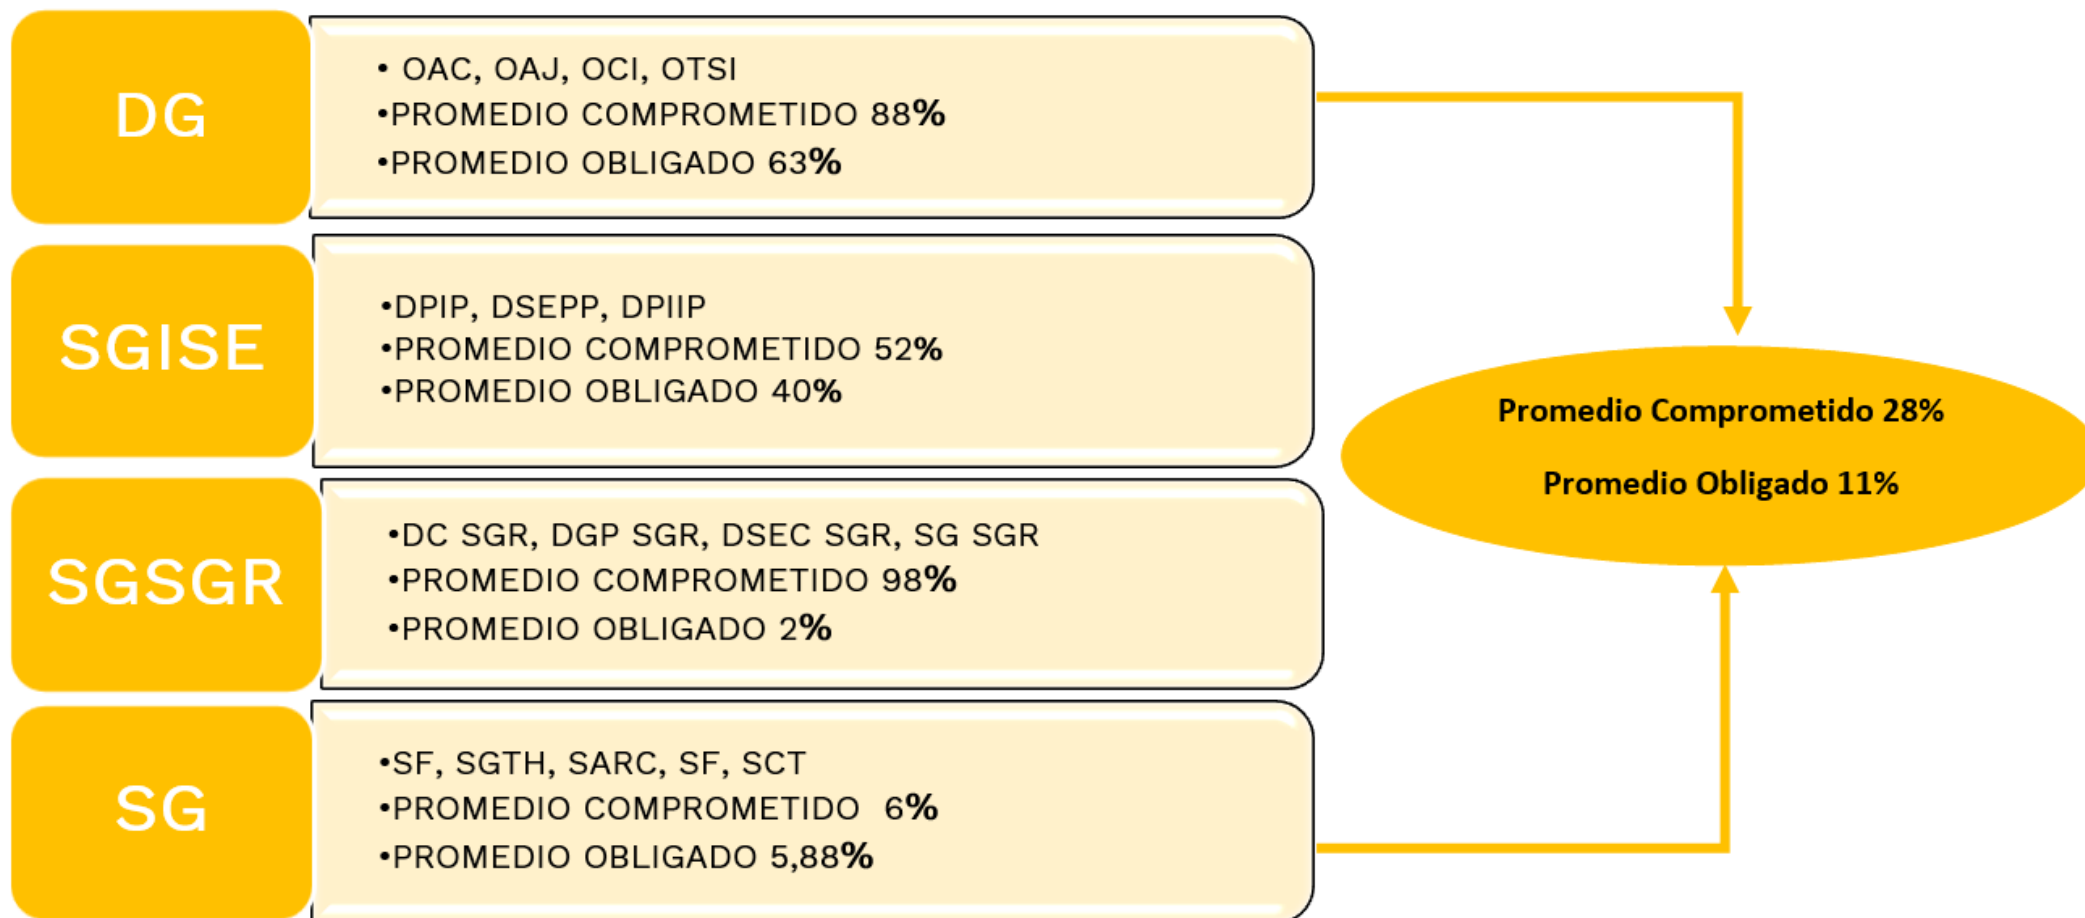 DG
• OAC, OAJ, OCI, OTSI
•PROMEDIO COMPROMETIDO 88%
•PROMEDIO OBLIGADO 63%
SGISE
•DPIP, DSEPP, DPIIP
•PROMEDIO COMPROMETIDO 52%
•PROMEDIO OBLIGADO 40%
SGSGR
•DC SGR, DGP SGR, DSEC SGR, SG SGR
•PROMEDIO COMPROMETIDO 98%
•PROMEDIO OBLIGADO 2%
SG
•SF, SGTH, SARC, SF, SCT
•PROMEDIO COMPROMETIDO  6%
•PROMEDIO OBLIGADO 5,88%
Promedio Comprometido 28%
Promedio Obligado 11%